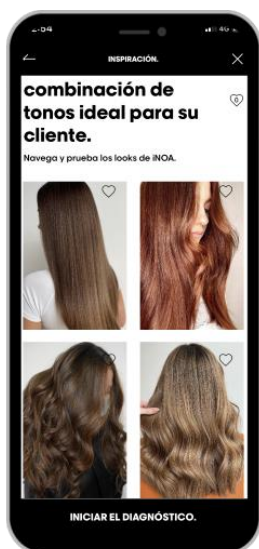 INSPIRACIÓN.
combinación de
tonos ideal para su
cliente.
Navega y prueba los looks de iNOA.
INICIAR EL DIAGNÓSTICO.